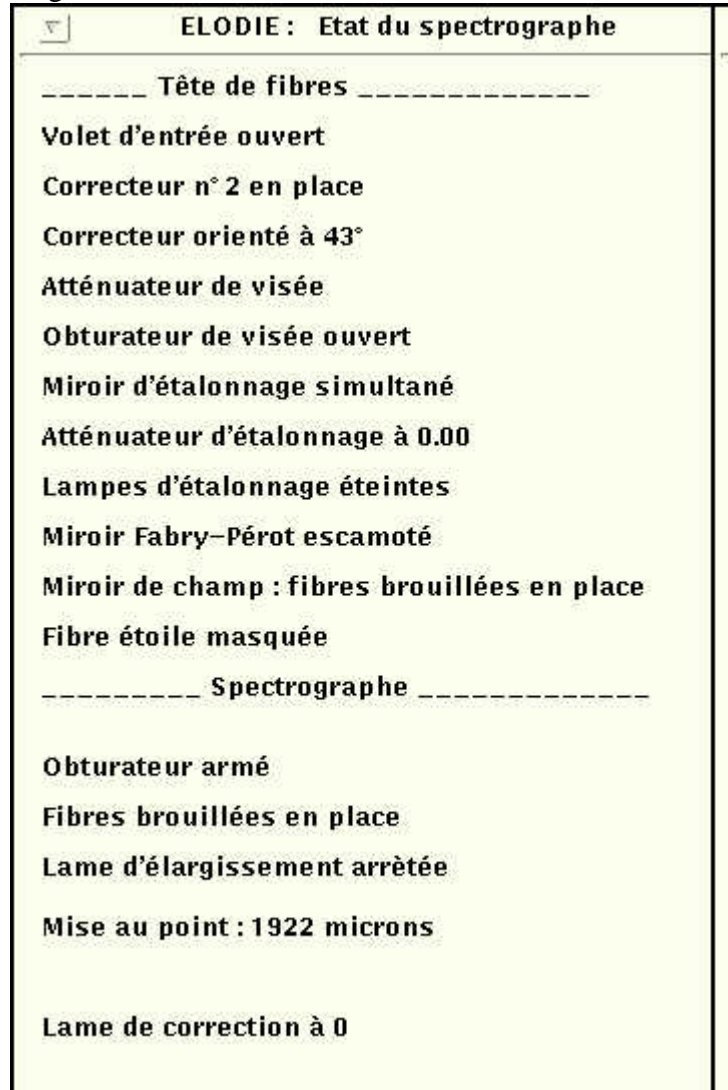 ELODIE : Etat du spectrographe
______ Tête de fibres _____________
Volet d'entrée ouvert
Correcteur n° 2 en place
Correcteur orienté à 43°
Atténuateur de visée
Obturateur de visée ouvert
Miroir d'étalonnage simultané
Atténuateur d'étalonnage à 0.00
Lampes d'étalonnage éteintes
Miroir Fabry-Pérot escamoté
Miroir de champ : fibres brouillées en place
Fibre étoile masquée
_________ Spectrographe _____________
Obturateur armé
Fibres brouillées en place
Lame d'élargissement arrètée
Mise au point : 1922 microns
Lame de correction à 0